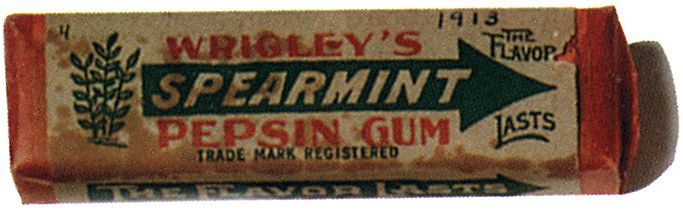 4
1913
WRIGLEY'S
SPEARMINT
PEPSIN GUM
TRADE MARK REGISTERED
THE
FLAVOR
LASTS
THE FLAVOR LASTS